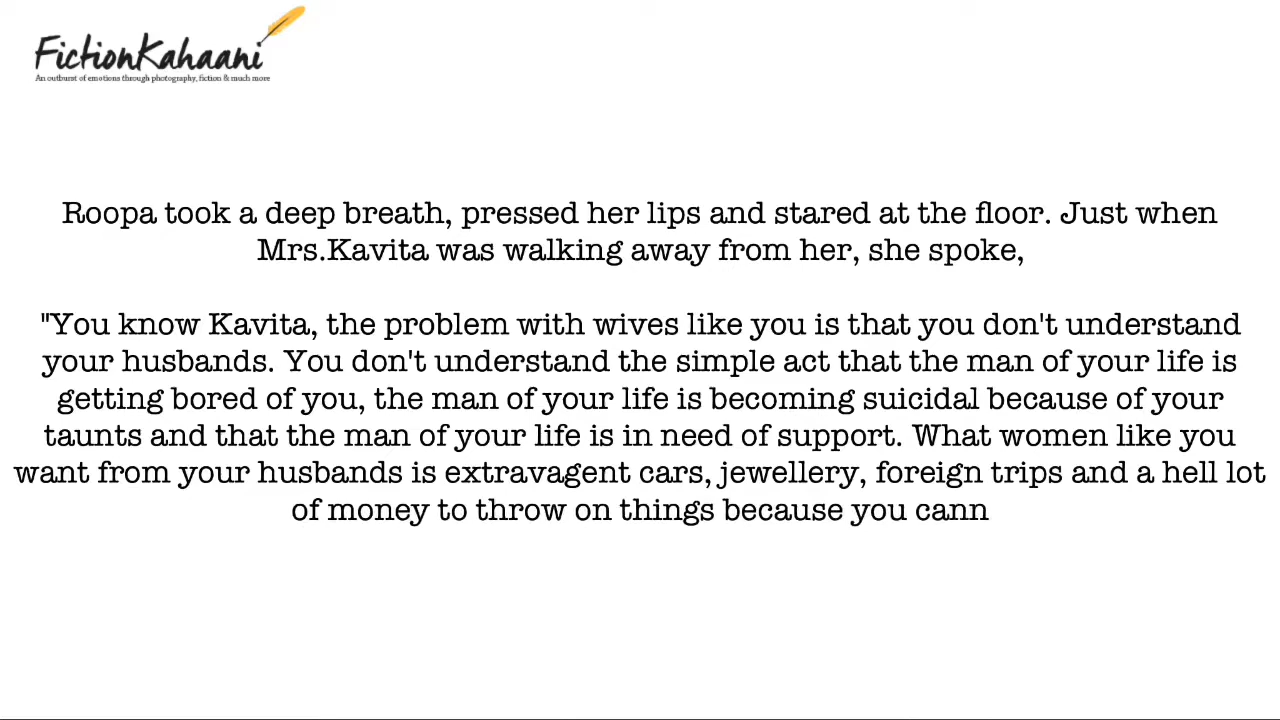 FictionKahaani
An outburst of emotions through photography, fiction & much more
Roopa took a deep breath, pressed her lips and stared at the floor. Just when
Mrs.Kavita was walking away from her, she spoke,
"You know Kavita, the problem with wives like you is that you don't understand
your husbands. You don't understand the simple act that the man of your life is
getting bored of you, the man of your life is becoming suicidal because of your
taunts and that the man of your life is in need of support. What women like you
want from your husbands is extravagent cars, jewellery, foreign trips and a hell lot
of money to throw on things because you cann